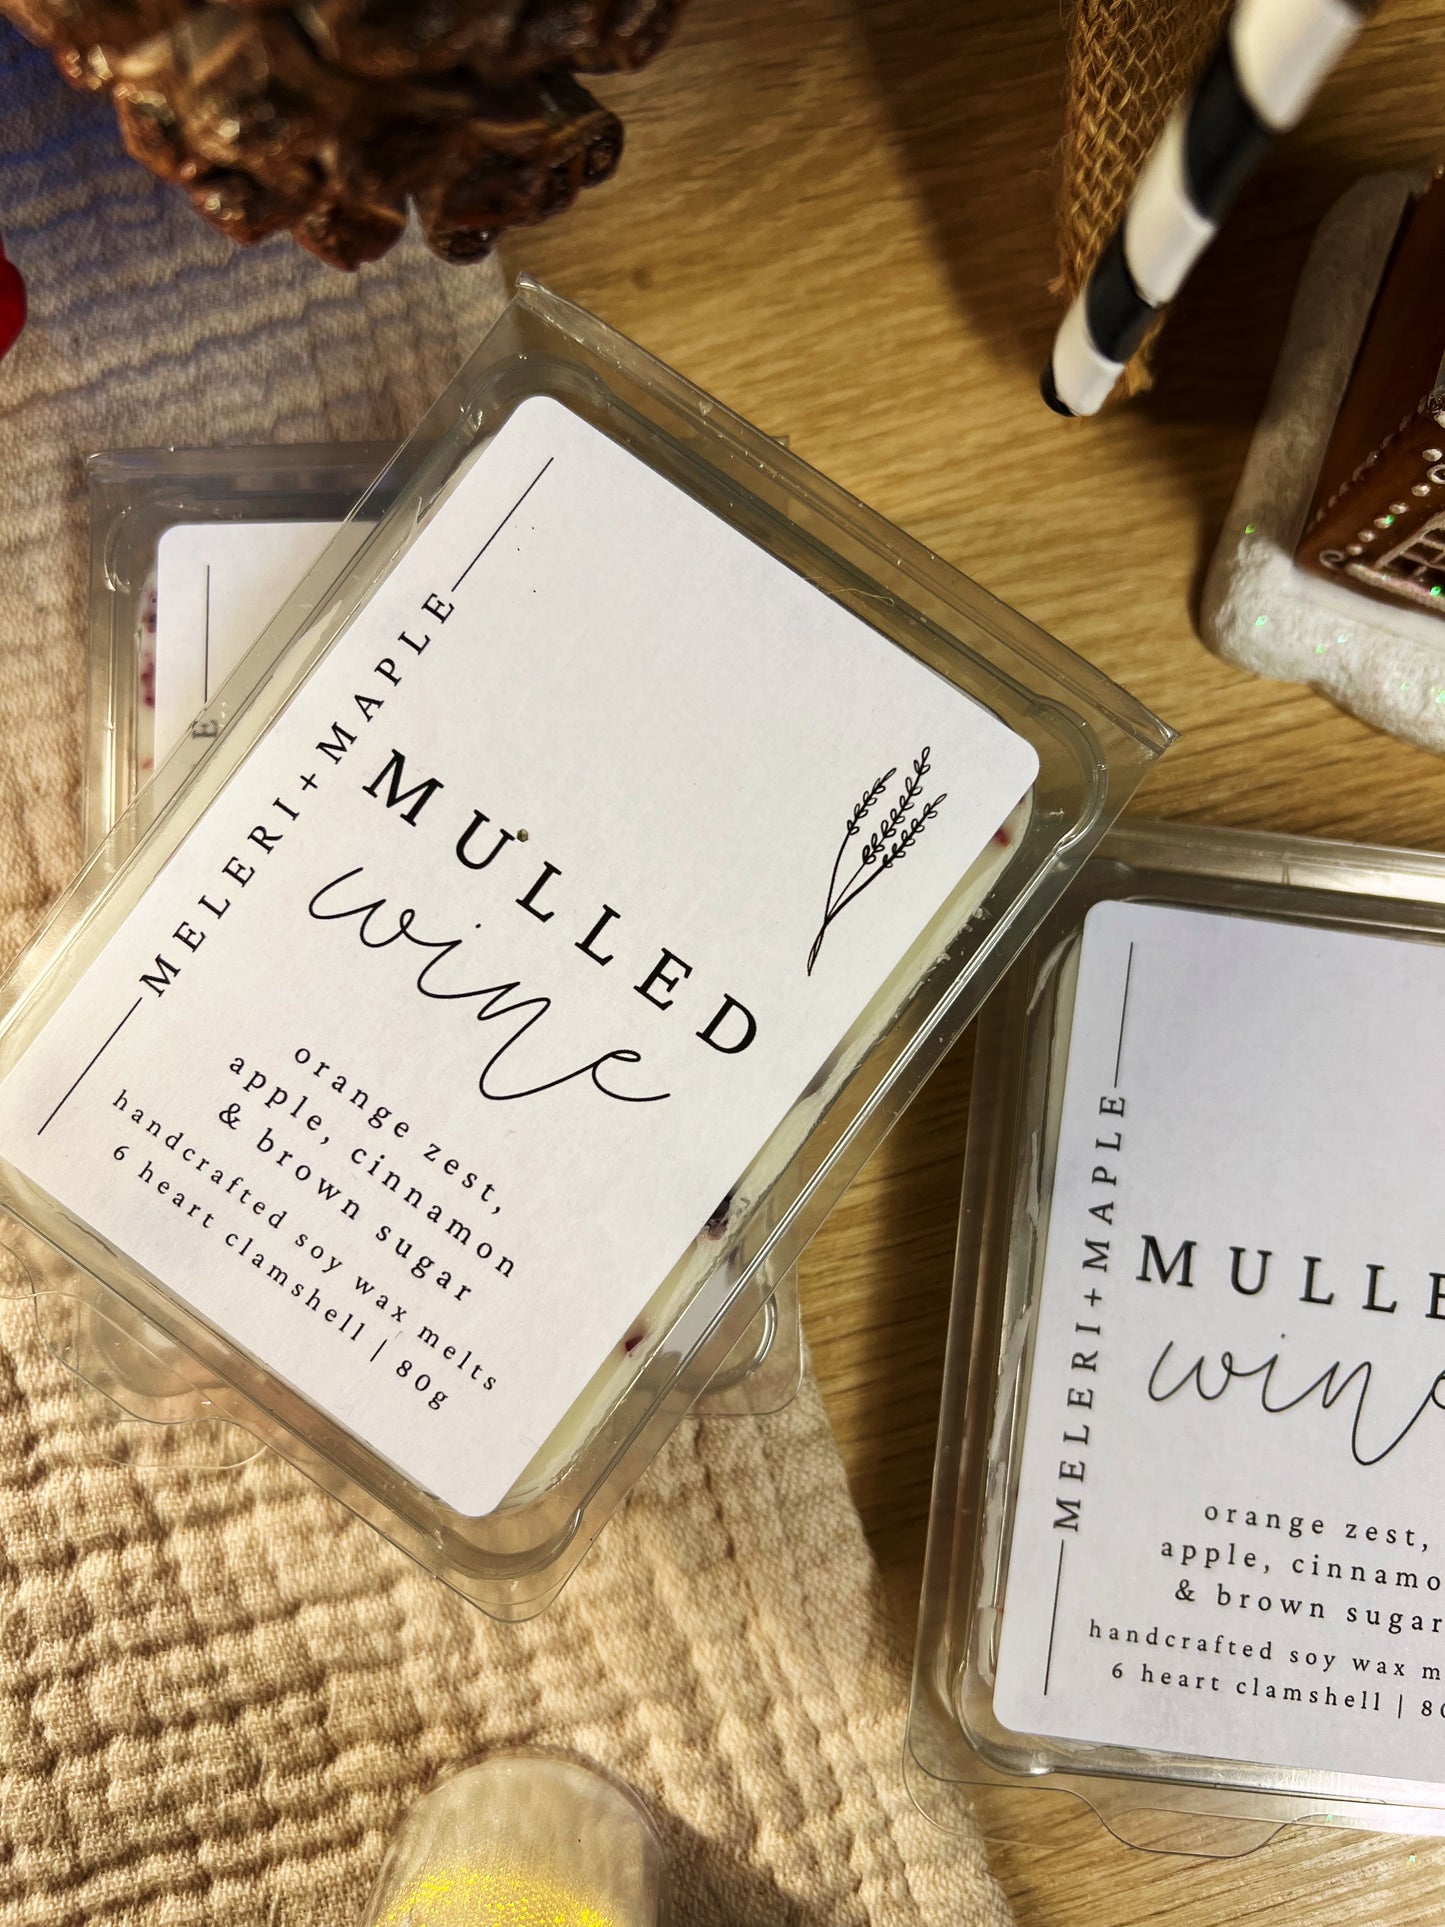 MELERI+MAPLE
MULLED
wine
orange zest,
apple, cinnamon
& brown sugar
handcrafted soy wax melts
6 heart clamshell | 80g
E
MELERI+MAPLE
MULLE
wine
orange zest,
apple, cinnamo
& brown sugar
handcrafted soy wax m
6 heart clamshell | 80